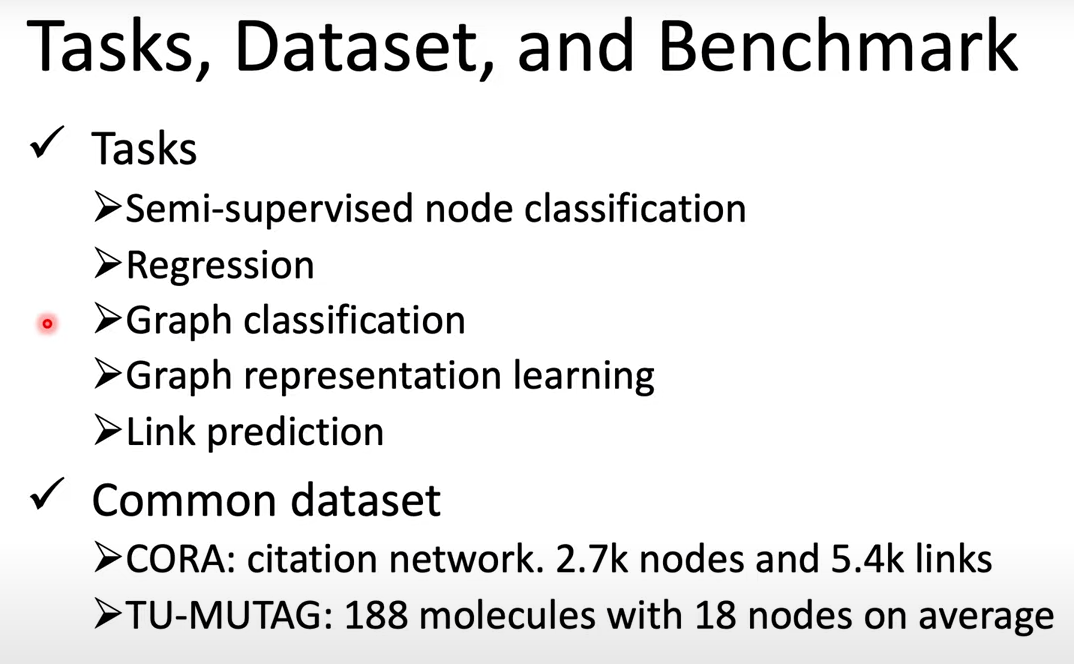 Tasks, Dataset, and Benchmark
✓ Tasks
➢Semi-supervised node classification
➢Regression
➢Graph classification
➢Graph representation learning
➢Link prediction
✓ Common dataset
➢CORA: citation network. 2.7k nodes and 5.4k links
➢TU-MUTAG: 188 molecules with 18 nodes on average